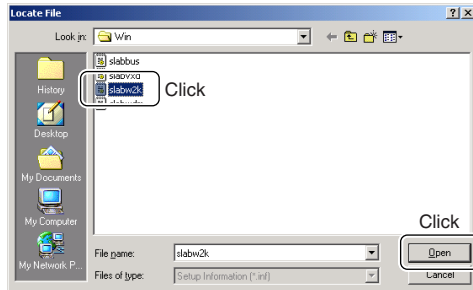 Locate File
Look in: Win
slabbus
slabvxd
slabw2k
Click
History
Desktop
My Documents
My Computer
My Network P...
Click
File name: slabw2k Open
Files of type: Setup Information (*.inf) Cancel